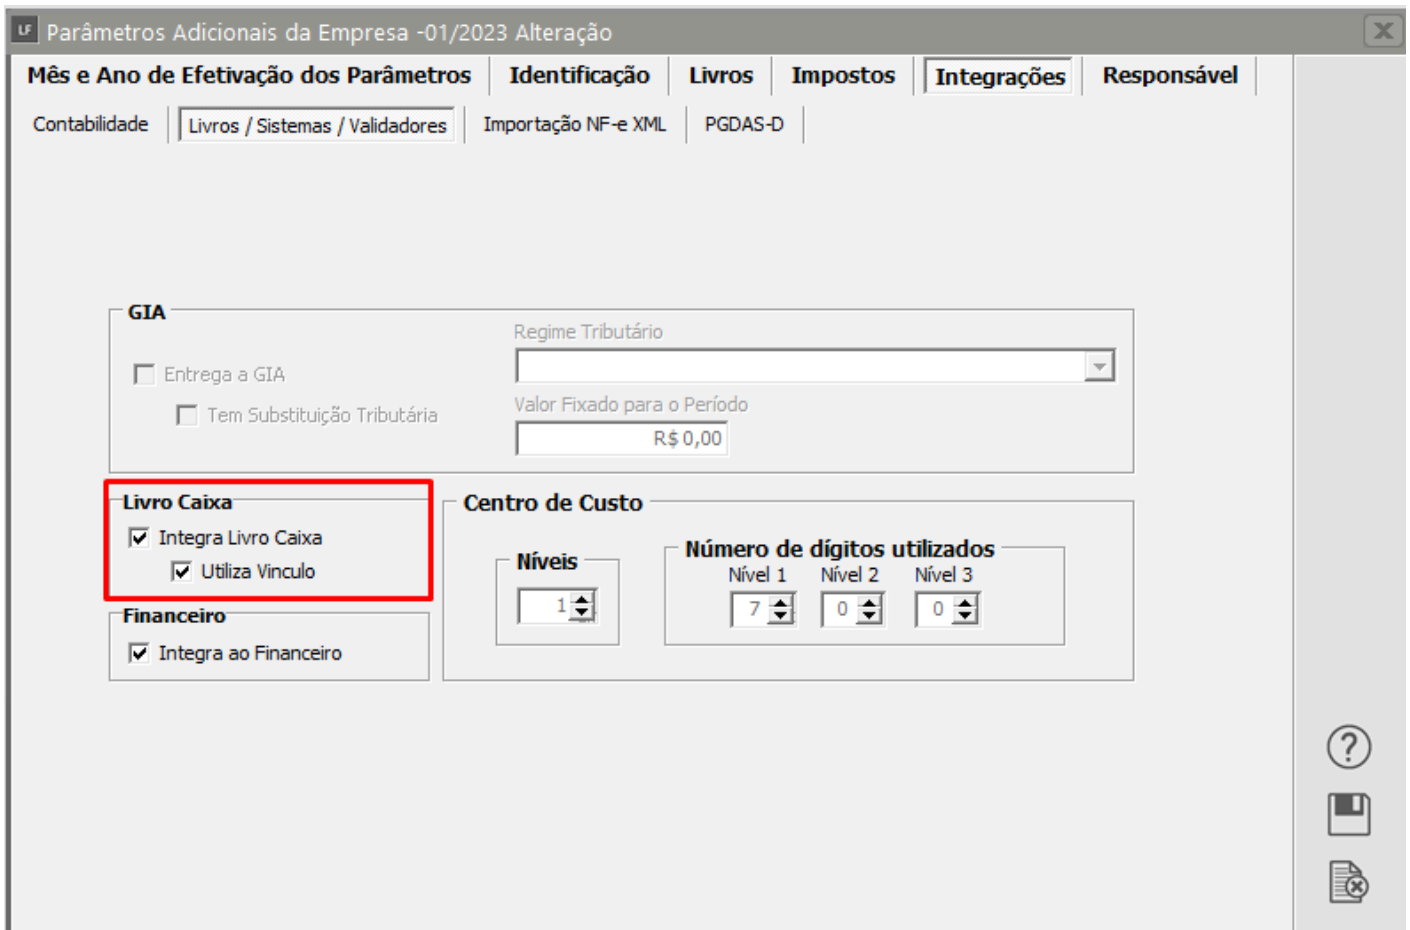 LF Parâmetros Adicionais da Empresa -01/2023 Alteração
Mês e Ano de Efetivação dos Parâmetros Identificação Livros Impostos Integrações Responsável
Contabilidade Livros / Sistemas / Validadores Importação NF-e XML PGDAS-D
GIA
Regime Tributário
Entrega a GIA
Valor Fixado para o Período
Tem Substituição Tributária
R$ 0,00
Livro Caixa
Integra Livro Caixa
Utiliza Vinculo
Financeiro
Integra ao Financeiro
Centro de Custo
Níveis
1
Número de dígitos utilizados
Nível 1 Nível 2 Nível 3
7 0 0
?